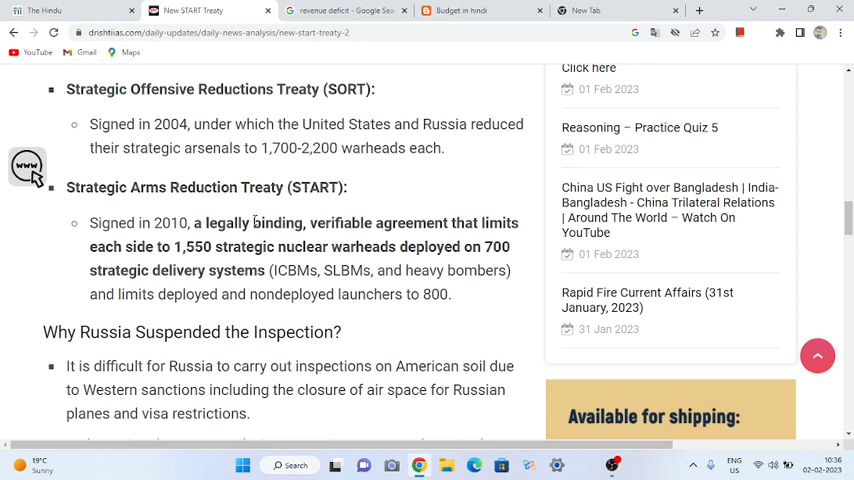 The Hindu
New START Treaty
revenue deficit - Google Sea
Budget in hindi
New Tab
drishtiias.com/daily-updates/daily-news-analysis/new-start-treaty-2
YouTube
Gmail
Maps
Strategic Offensive Reductions Treaty (SORT):
Signed in 2004, under which the United States and Russia reduced
their strategic arsenals to 1,700-2,200 warheads each.
www
Strategic Arms Reduction Treaty (START):
Signed in 2010, a legally binding, verifiable agreement that limits
each side to 1,550 strategic nuclear warheads deployed on 700
strategic delivery systems (ICBMs, SLBMs, and heavy bombers)
and limits deployed and nondeployed launchers to 800.
Why Russia Suspended the Inspection?
It is difficult for Russia to carry out inspections on American soil due
to Western sanctions including the closure of air space for Russian
planes and visa restrictions.
Click here
01 Feb 2023
Reasoning – Practice Quiz 5
01 Feb 2023
China US Fight over Bangladesh | India-
Bangladesh - China Trilateral Relations
| Around The World – Watch On
YouTube
01 Feb 2023
Rapid Fire Current Affairs (31st
January, 2023)
31 Jan 2023
Available for shipping:
19°C
Sunny
Search
ENG
US
10:36
02-02-2023